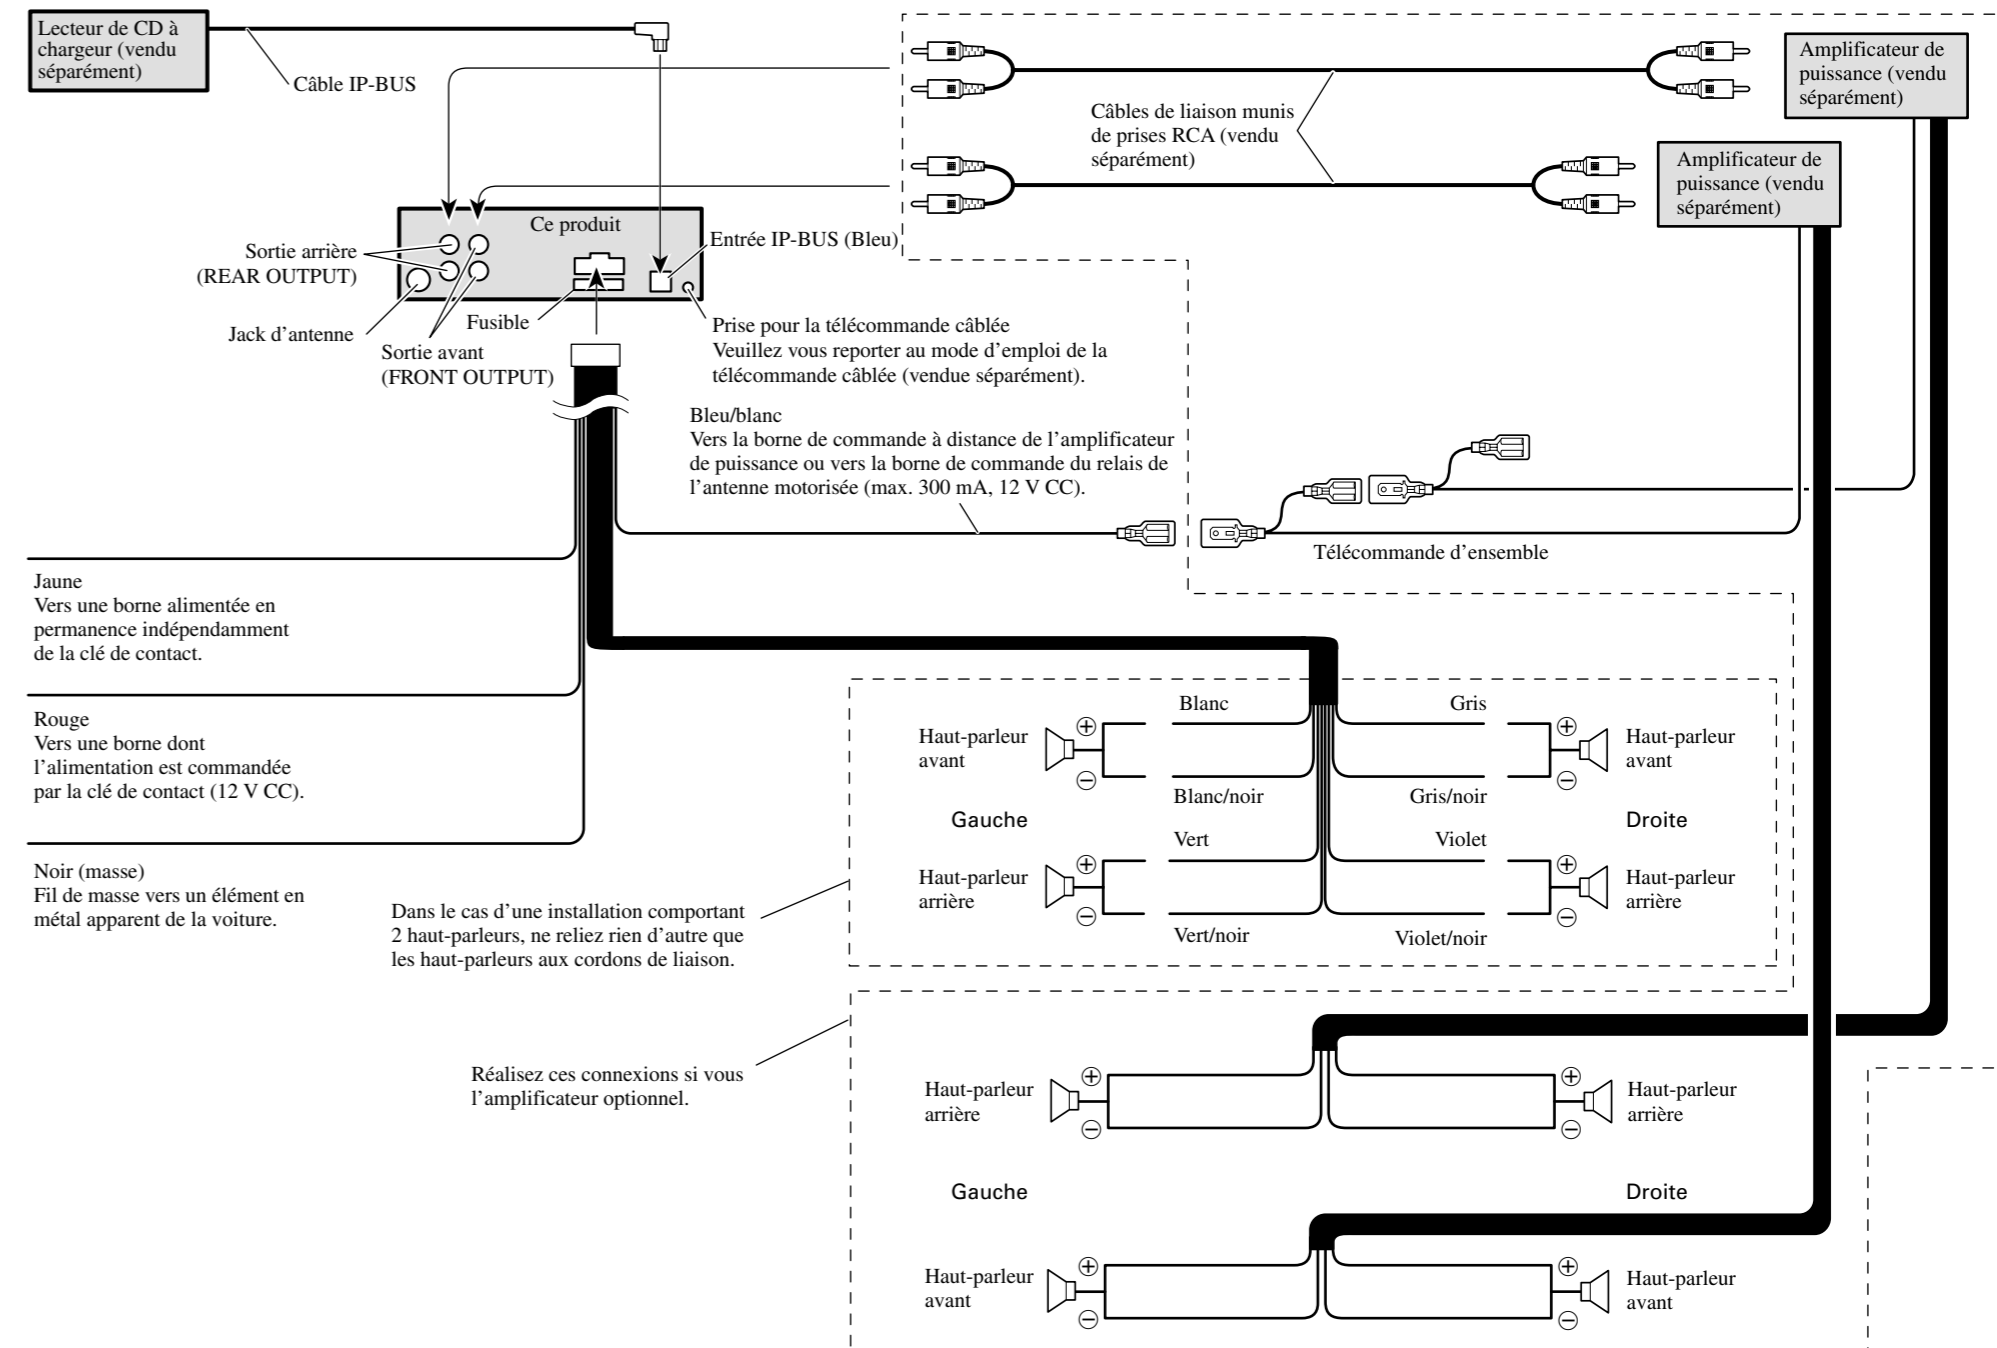 Lecteur de CD à
chargeur (vendu
séparément)
Câble IP-BUS
Amplificateur de
puissance (vendu
séparément)
Câbles de liaison munis
de prises RCA (vendu
séparément)
Amplificateur de
puissance (vendu
séparément)
Ce produit
Entrée IP-BUS (Bleu)
Sortie arrière
(REAR OUTPUT)
Jack d’antenne
Fusible
Sortie avant
(FRONT OUTPUT)
Prise pour la télécommande câblée
Veuillez vous reporter au mode d’emploi de la
télécommande câblée (vendue séparément).
Bleu/blanc
Vers la borne de commande à distance de l’amplificateur
de puissance ou vers la borne de commande du relais de
l’antenne motorisée (max. 300 mA, 12 V CC).
Télécommande d’ensemble
Jaune
Vers une borne alimentée en
permanence indépendamment
de la clé de contact.
Rouge
Vers une borne dont
l’alimentation est commandée
par la clé de contact (12 V CC).
Noir (masse)
Fil de masse vers un élément en
métal apparent de la voiture.
Blanc
Gris
Haut-parleur
avant
⊕
⊖
⊕
⊖
Haut-parleur
avant
Blanc/noir
Gris/noir
Gauche
Droite
Vert
Violet
Haut-parleur
arrière
⊕
⊖
⊕
⊖
Haut-parleur
arrière
Vert/noir
Violet/noir
Dans le cas d’une installation comportant
2 haut-parleurs, ne reliez rien d’autre que
les haut-parleurs aux cordons de liaison.
Réalisez ces connexions si vous
l’amplificateur optionnel.
Haut-parleur
arrière
⊕
⊖
⊕
⊖
Haut-parleur
arrière
Gauche
Droite
Haut-parleur
avant
⊕
⊖
⊕
⊖
Haut-parleur
avant